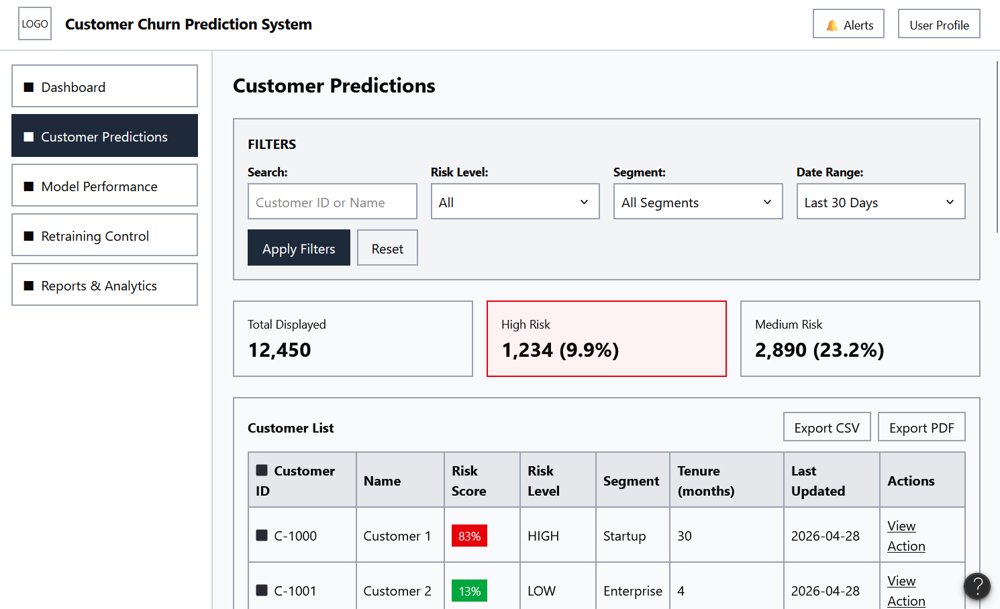 LOGO
Customer Churn Prediction System
Alerts
User Profile
Dashboard
Customer Predictions
Model Performance
Retraining Control
Reports & Analytics
Customer Predictions
FILTERS
Search:
Customer ID or Name
Risk Level:
All
Segment:
All Segments
Date Range:
Last 30 Days
Apply Filters
Reset
Total Displayed
12,450
High Risk
1,234 (9.9%)
Medium Risk
2,890 (23.2%)
Customer List
Export CSV
Export PDF
Customer ID
Name
Risk Score
Risk Level
Segment
Tenure (months)
Last Updated
Actions
C-1000
Customer 1
83%
HIGH
Startup
30
2026-04-28
View
Action
C-1001
Customer 2
13%
LOW
Enterprise
4
2026-04-28
View
Action
?